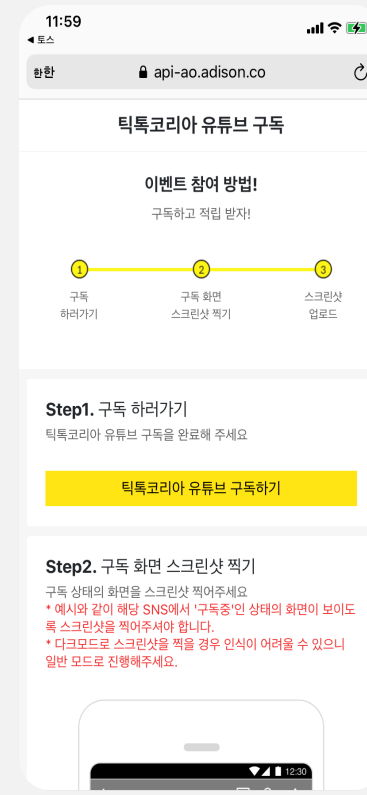 11:59
◀ 토스
한한 api-ao.adison.co
틱톡코리아 유튜브 구독
이벤트 참여 방법!
구독하고 적립 받자!
1 2 3
구독 구독 화면 스크린샷
하러가기 스크린샷 찍기 업로드
Step1. 구독 하러가기
틱톡코리아 유튜브 구독을 완료해 주세요
틱톡코리아 유튜브 구독하기
Step2. 구독 화면 스크린샷 찍기
구독 상태의 화면을 스크린샷 찍어주세요
* 예시와 같이 해당 SNS에서 '구독중'인 상태의 화면이 보이도
록 스크린샷을 찍어주셔야 합니다.
* 다크모드로 스크린샷을 찍을 경우 인식이 어려울 수 있으니
일반 모드로 진행해주세요.
12:30